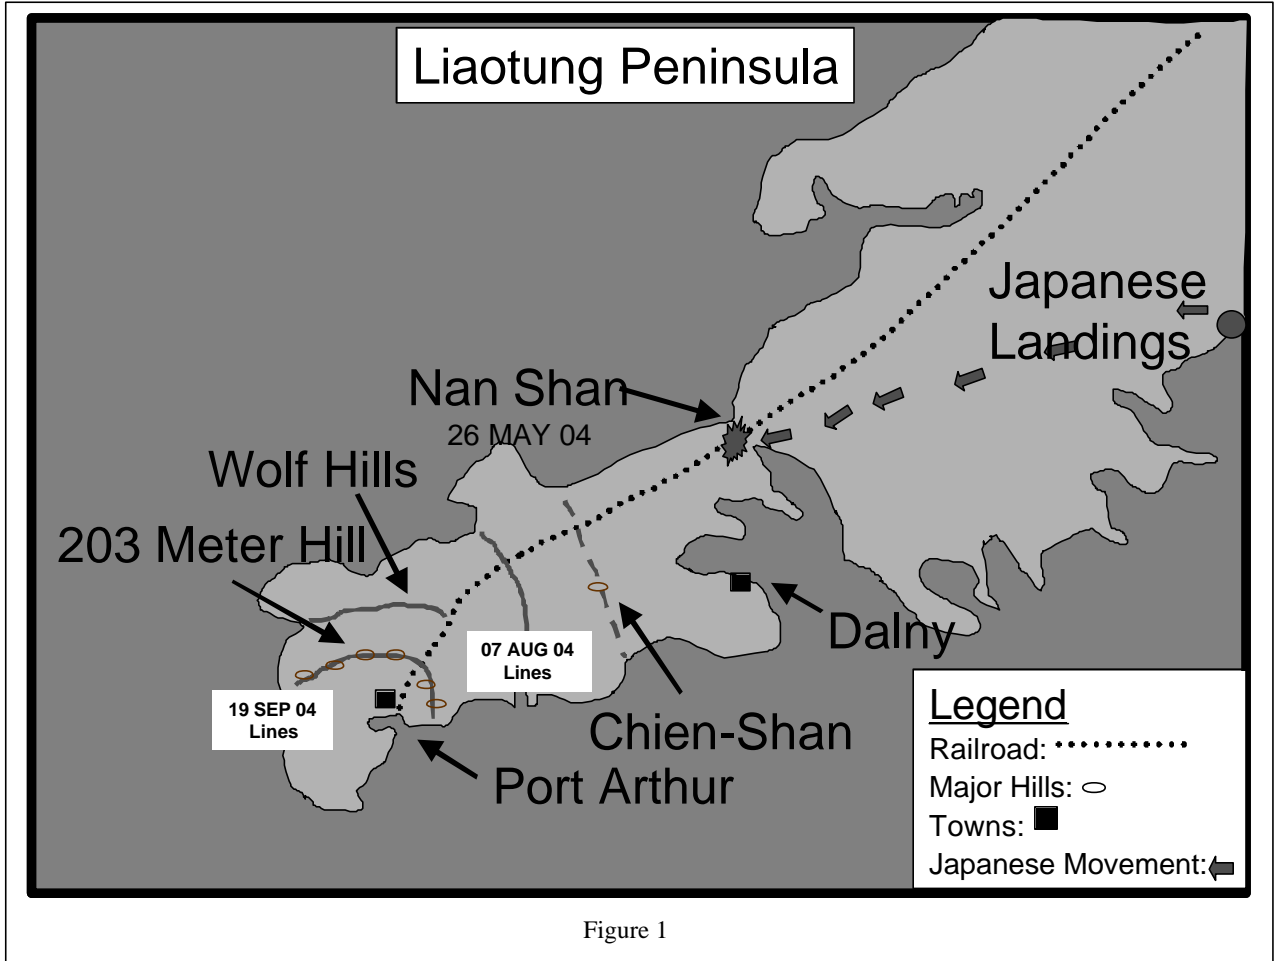 Liaotung Peninsula
Japanese
Landings
Nan Shan
26 MAY 04
Wolf Hills
203 Meter Hill
Dalny
07 AUG 04
Lines
19 SEP 04
Lines
Chien-Shan
Port Arthur
Legend
Railroad:
Major Hills:
Towns:
Japanese Movement:
Figure 1